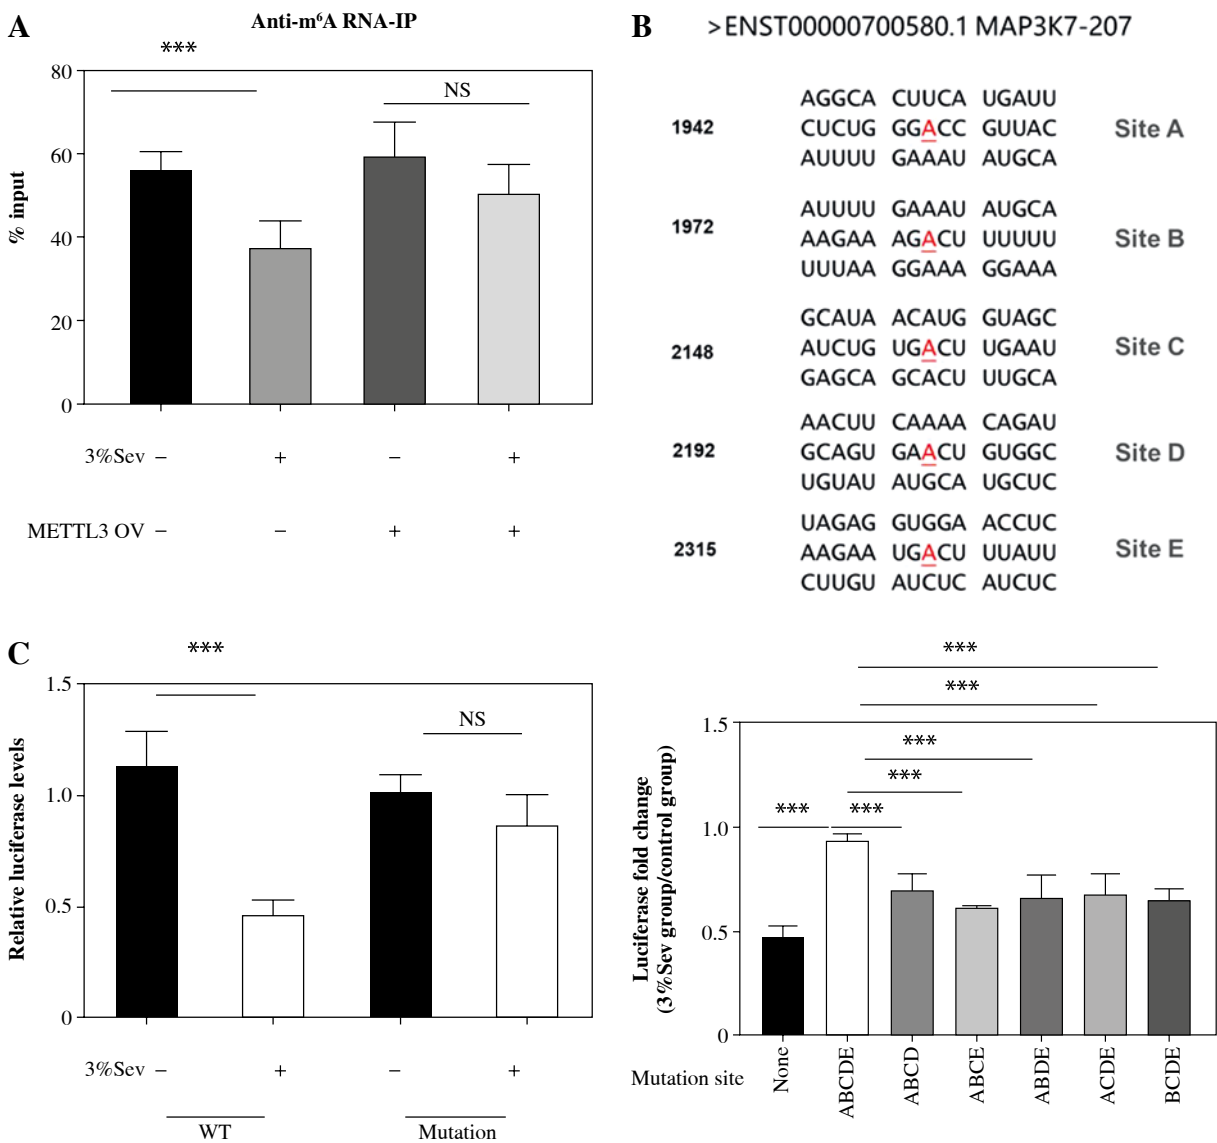 A
Anti-m⁶A RNA-IP
***
NS
80
60
40
20
0
% input
3%Sev − + − +
METTL3 OV − − + +
B
>ENST00000700580.1 MAP3K7-207
AGGCA CUUCA UGAUU
1942 CUCUG GGACC GUUAC Site A
AUUUU GAAAU AUGCA
AUUUU GAAAU AUGCA
1972 AAGAA AGACU UUUUU Site B
UUUAA GGAAA GGAAA
GCAUA ACAUG GUAGC
2148 AUCUG UGACU UGAAU Site C
GAGCA GCACU UUGCA
AACUU CAAAA CAGAU
2192 GCAGU GAACU GUGGC Site D
UGUAU AUGCA UGCUC
UAGAG GUGGA ACCUC
2315 AAGAA UGACU UUAUU Site E
CUUGU AUCUC AUCUC
C
***
NS
1.5
1.0
0.5
0
Relative luciferase levels
3%Sev − + − +
WT Mutation
***
***
***
***
*** ***
1.5
1.0
0.5
0
Luciferase fold change
(3%Sev group/control group)
Mutation site None ABCDE ABCD ABCE ABDE ACDE BCDE